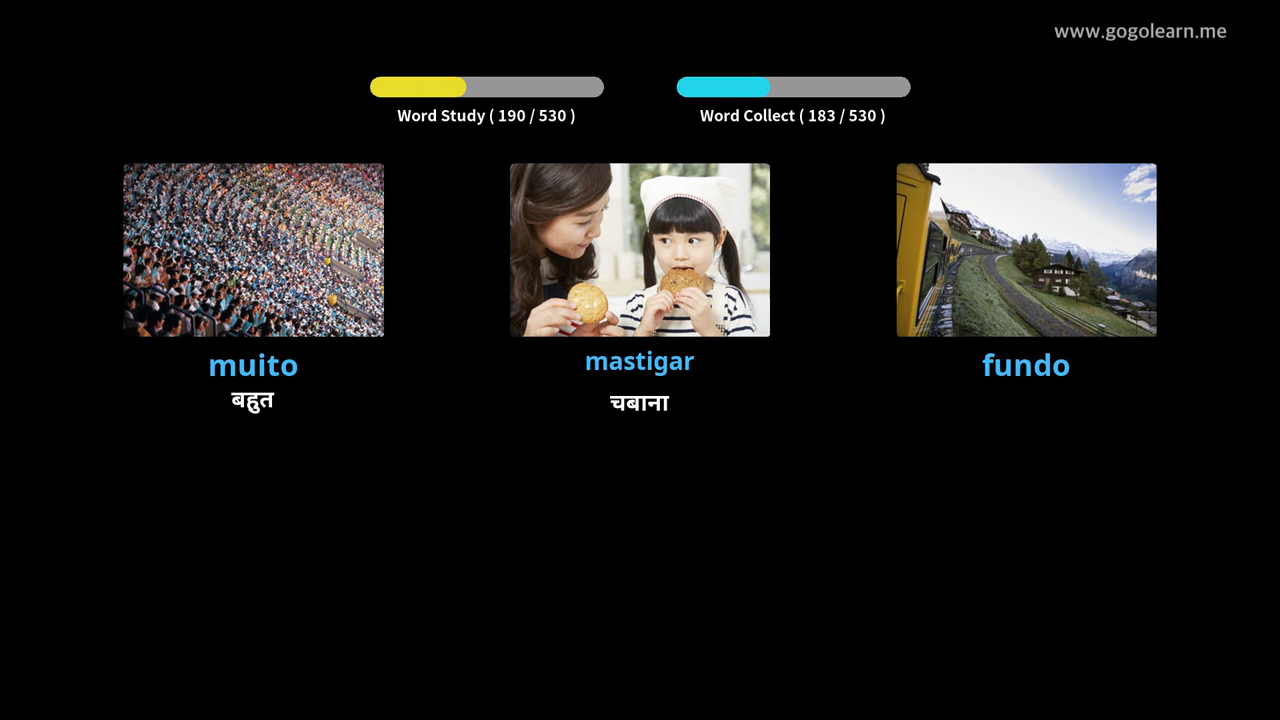 www.gogolearn.me
Word Study ( 190 / 530 )
Word Collect ( 183 / 530 )
muito
बहुत
mastigar
चबाना
fundo